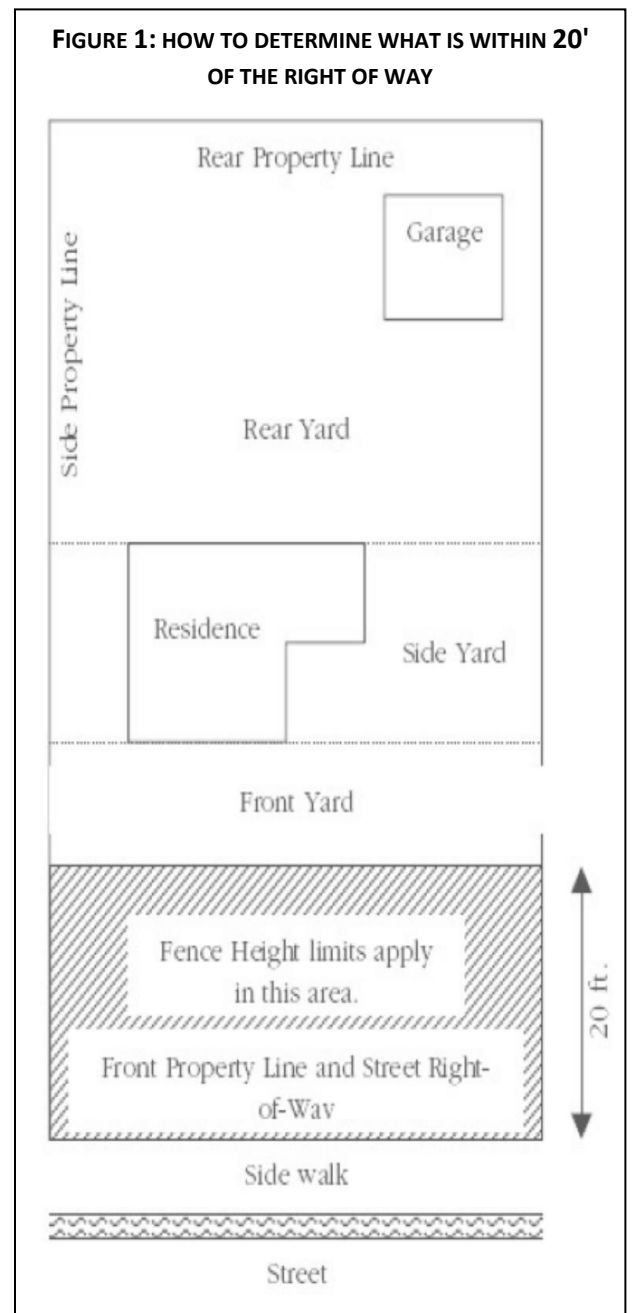 FIGURE 1: HOW TO DETERMINE WHAT IS WITHIN 20'
OF THE RIGHT OF WAY
Rear Property Line
Garage
Side Property Line
Rear Yard
Residence
Side Yard
Front Yard
Fence Height limits apply
in this area.
20 ft.
Front Property Line and Street Right-
of-Way
Side walk
Street